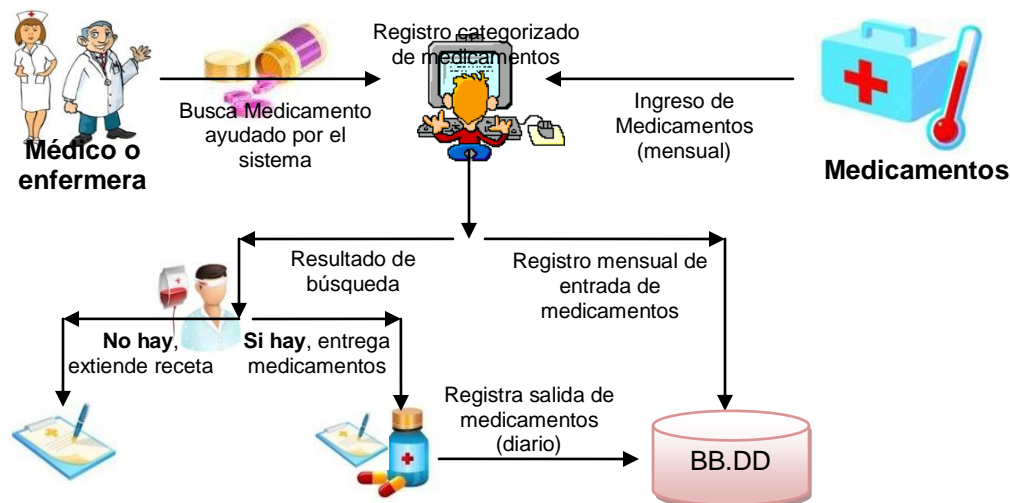 Registro categorizado
de medicamentos
Busca Medicamento
ayudado por el
sistema
Médico o
enfermera
Ingreso de
Medicamentos
(mensual)
Medicamentos
Resultado de
búsqueda
Registro mensual de
entrada de
medicamentos
No hay,
extiende receta
Si hay, entrega
medicamentos
Registra salida de
medicamentos
(diario)
BB.DD